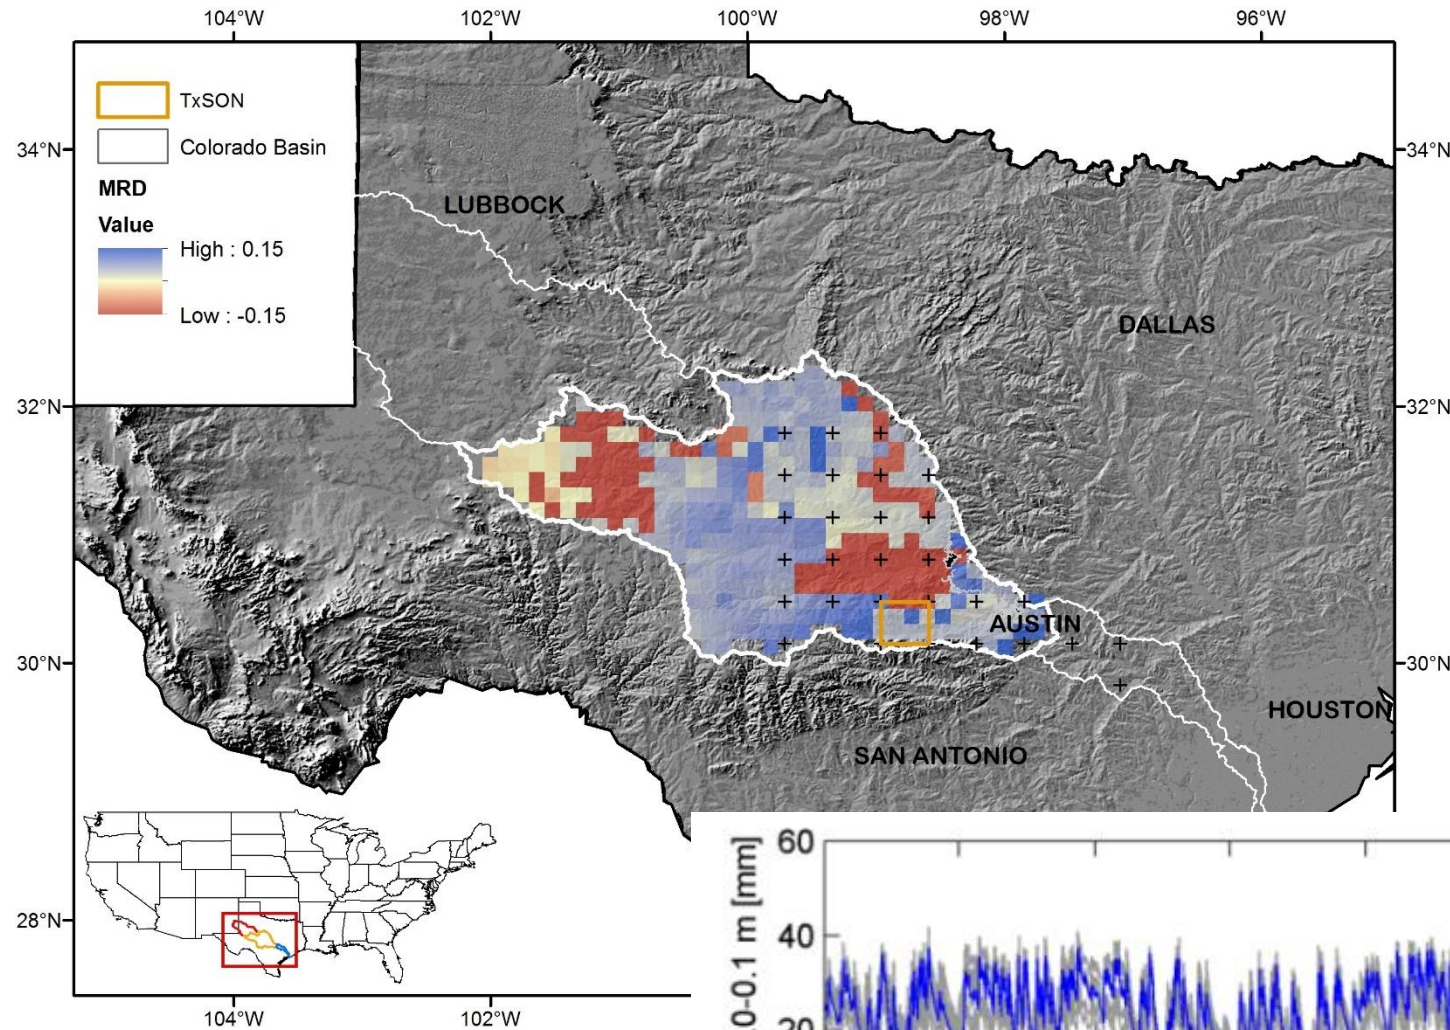 104°W 102°W 100°W 98°W 96°W
TxSON
Colorado Basin
MRD
Value
High : 0.15
Low : -0.15
34°N 34°N
LUBBOCK
DALLAS
32°N 32°N
AUSTIN
30°N 30°N
HOUSTON
SAN ANTONIO
28°N
60
40
20
0-0.1 m [mm]
104°W 102°W